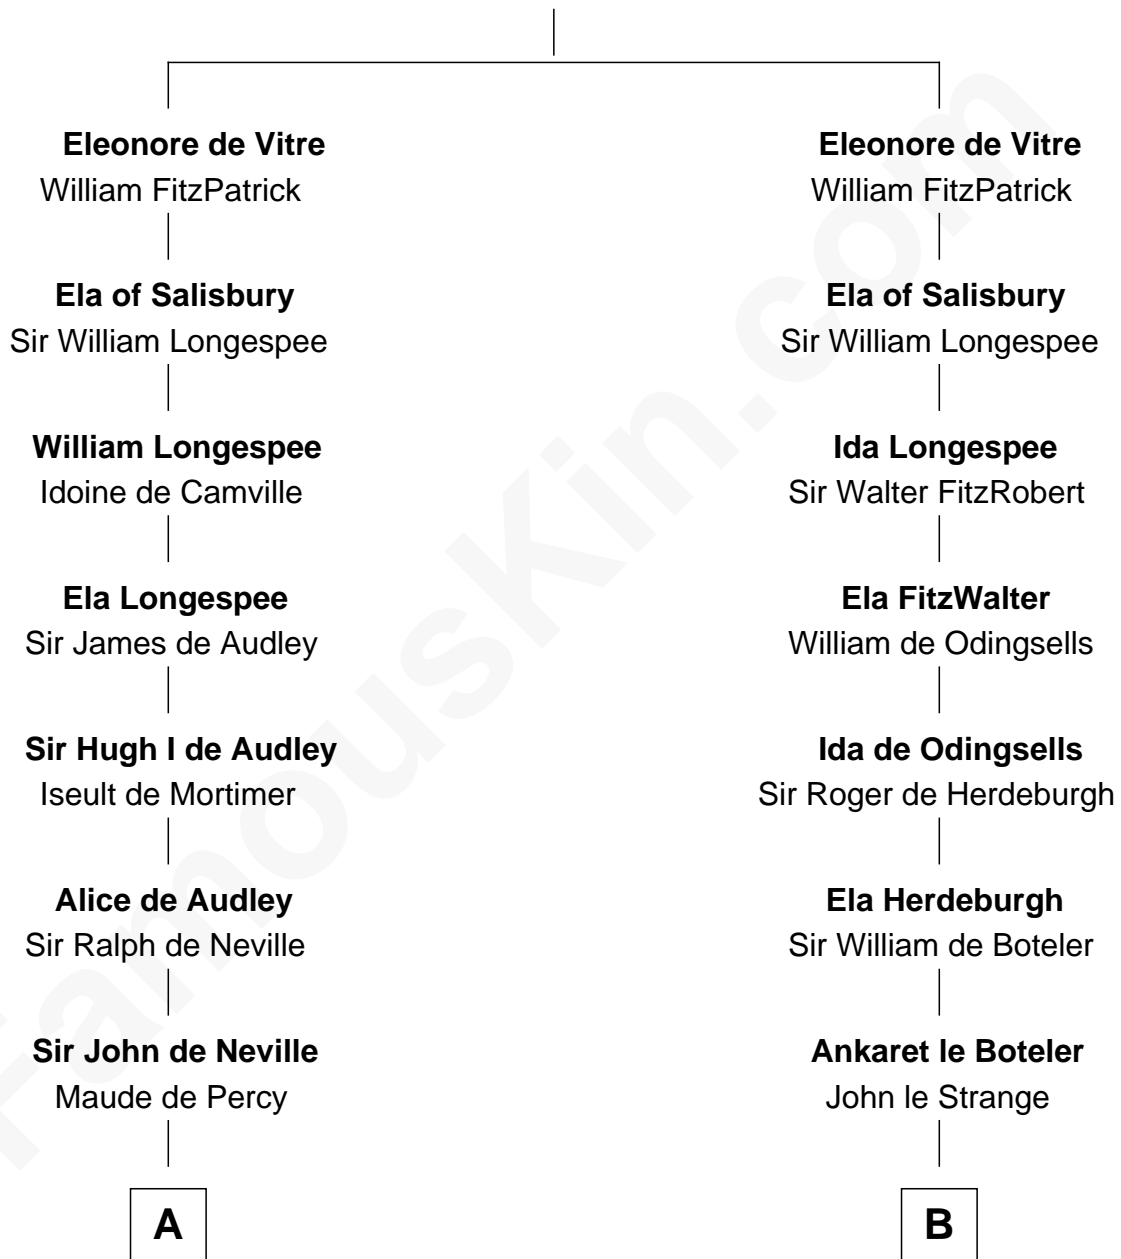 Eleonore de Vitre
William FitzPatrick
Ela of Salisbury
Sir William Longespee
William Longespee
Idoine de Camville
Ela Longespee
Sir James de Audley
Sir Hugh I de Audley
Iseult de Mortimer
Alice de Audley
Sir Ralph de Neville
Sir John de Neville
Maude de Percy
A
Eleonore de Vitre
William FitzPatrick
Ela of Salisbury
Sir William Longespee
Ida Longespee
Sir Walter FitzRobert
Ela FitzWalter
William de Odingsells
Ida de Odingsells
Sir Roger de Herdeburgh
Ela Herdeburgh
Sir William de Boteler
Ankaret le Boteler
John le Strange
B
FamousKin.com